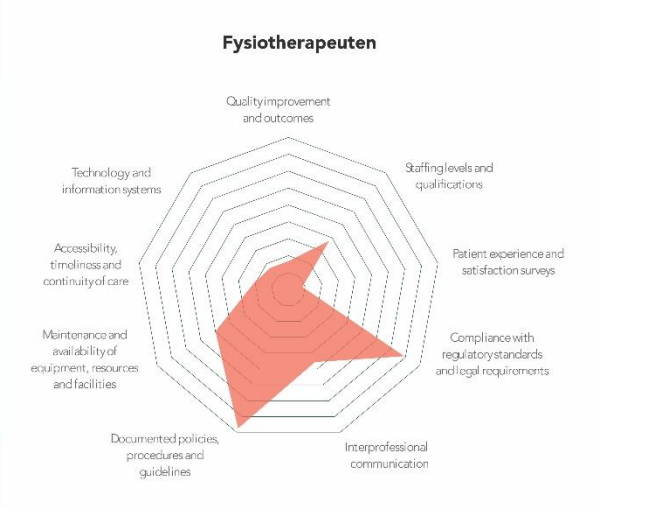 Fysiotherapeuten
Quality improvement
and outcomes
Staffing levels and
qualifications
Patient experience and
satisfaction surveys
Compliance with
regulatory standards
and legal requirements
Interprofessional
communication
Documented policies,
procedures and
guidelines
Maintenance and
availability of
equipment, resources
and facilities
Accessibility,
timeliness and
continuity of care
Technology and
information systems